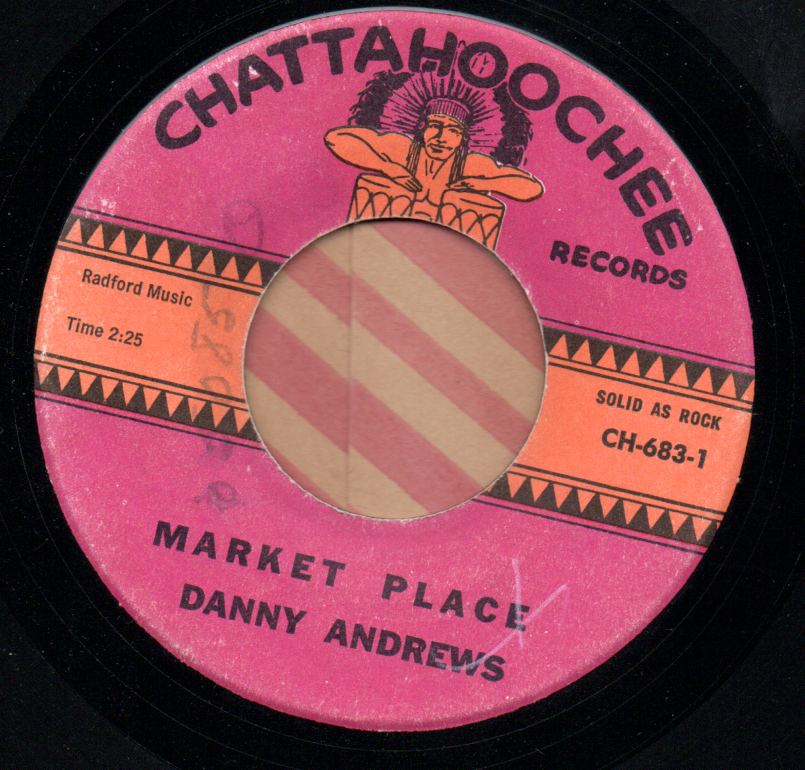 CHATTAHOOCHEE
RECORDS
Radford Music
Time 2:25
SOLID AS ROCK
CH-683-1
MARKET PLACE
DANNY ANDREWS